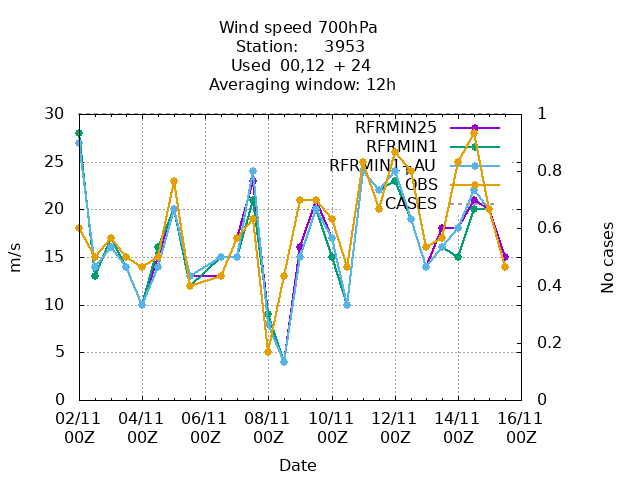 Wind speed 700hPa
Station: 3953
Used 00,12 + 24
Averaging window: 12h
30 1
RFRMIN25
RFRMIN1
25
RFRMIN1-AU
0.8
OBS
20 CASES
0.6
15
0.4
10
0.2
5
0 0
m/s
No cases
02/11 04/11 06/11 08/11 10/11 12/11 14/11 16/11
00Z 00Z 00Z 00Z 00Z 00Z 00Z 00Z
Date